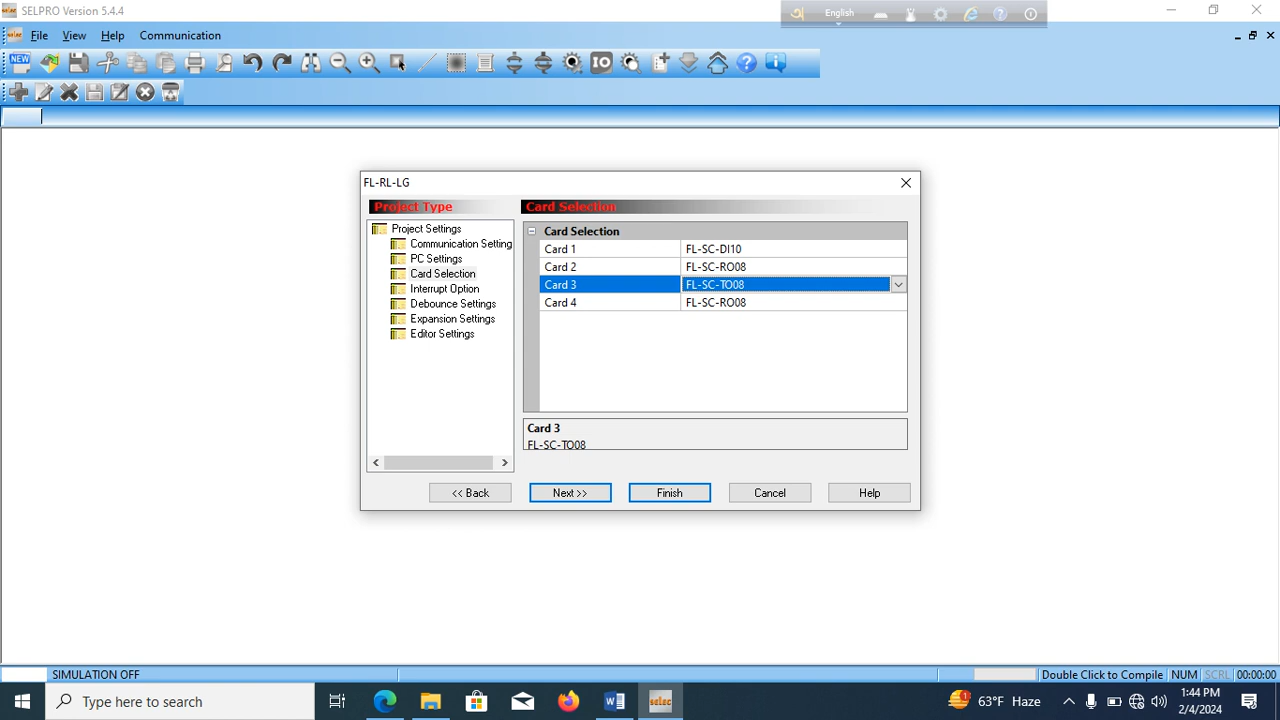 SELPRO Version 5.4.4
English
File View Help Communication
NEW
IO
FL-RL-LG
Project Type
Card Selection
Project Settings
Communication Setting
PC Settings
Card Selection
Interrupt Option
Debounce Settings
Expansion Settings
Editor Settings
Card Selection
Card 1 FL-SC-DI10
Card 2 FL-SC-RO08
Card 3 FL-SC-TO08
Card 4 FL-SC-RO08
Card 3
FL-SC-TO08
<< Back Next >> Finish Cancel Help
SIMULATION OFF
Double Click to Compile NUM SCRL 00:00:00
Type here to search
selec
1
63°F Haze
1:44 PM
2/4/2024